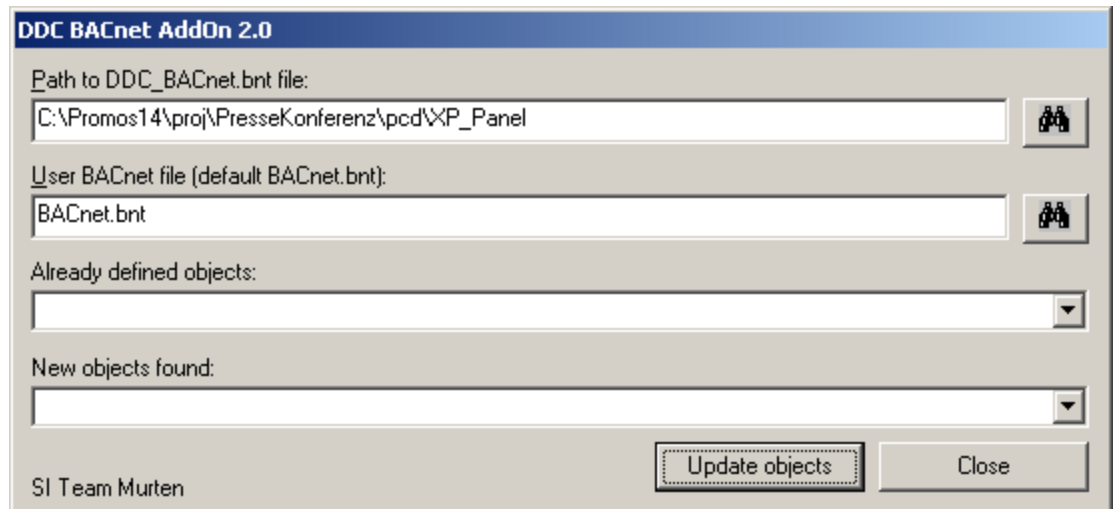 DDC BACnet AddOn 2.0
Path to DDC_BACnet.bnt file:
C:\Promos14\proj\PresseKonferenz\pcd\XP_Panel
User BACnet file (default BACnet.bnt):
BACnet.bnt
Already defined objects:
New objects found:
Update objects
Close
SI Team Murten